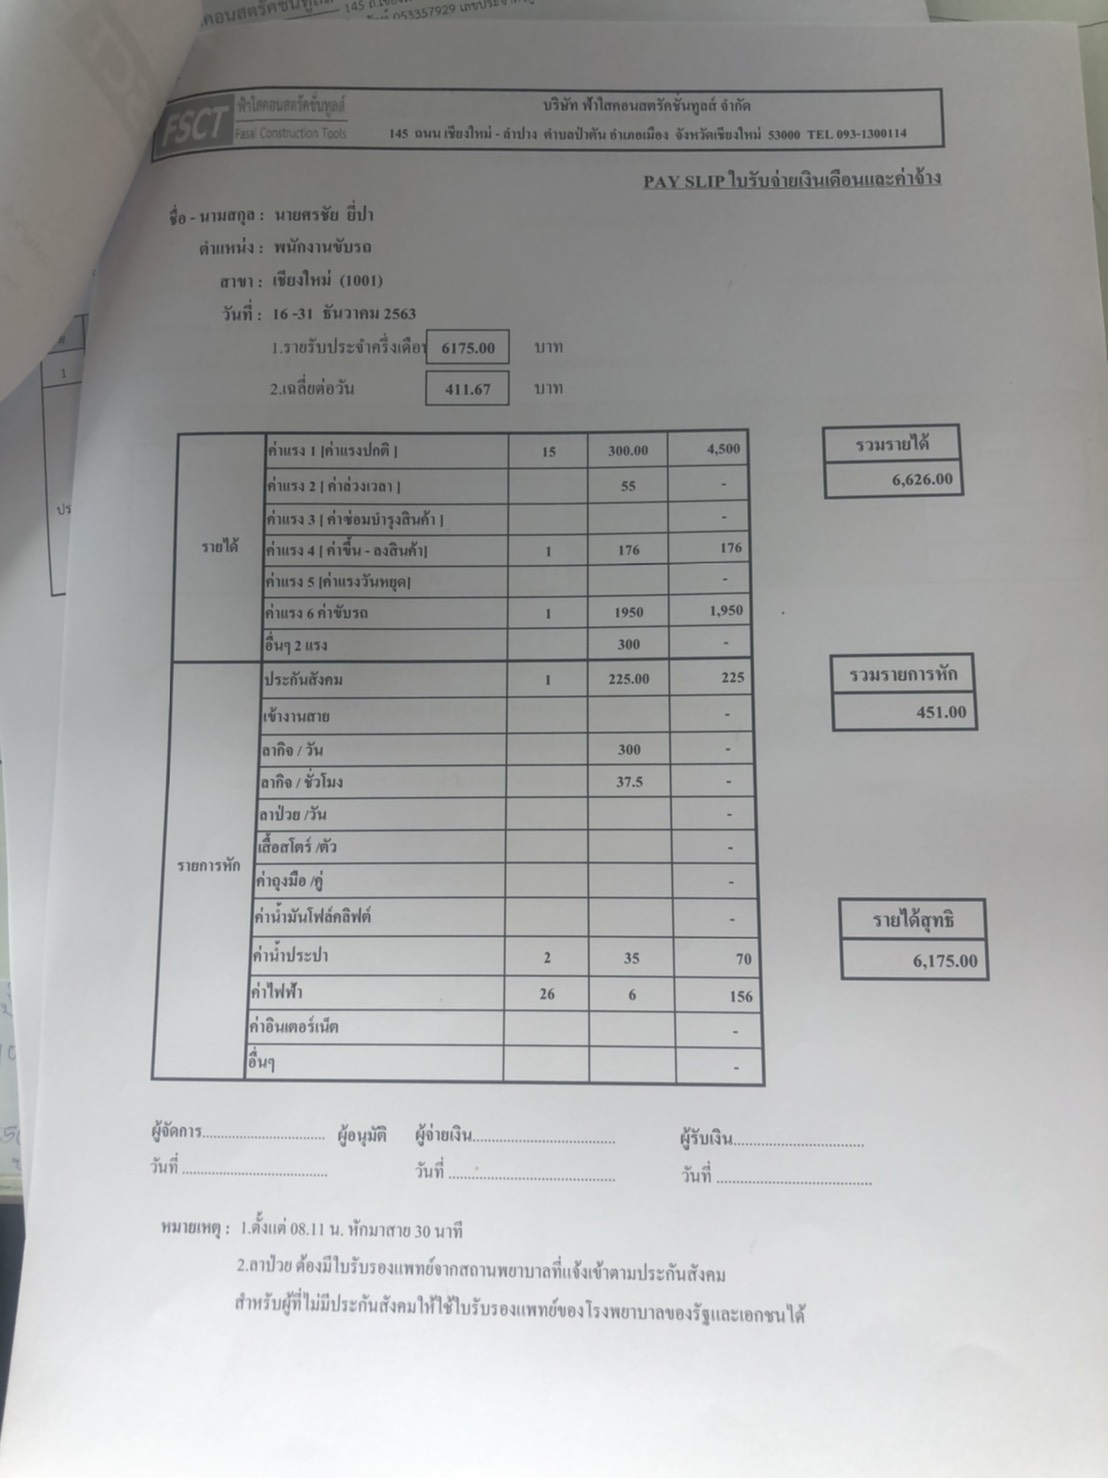 053357929
FSCT ฟ้าใสคอนสตรัคชั่นทูลส์
Fasai Construction Tools
บริษัท ฟ้าใสคอนสตรัคชั่นทูลส์ จำกัด
145 ถนน เชียงใหม่ - ลำปาง ตำบลป่าตัน อำเภอเมือง จังหวัดเชียงใหม่ 53000 TEL 093-1300114
PAY SLIP ใบรับจ่ายเงินเดือนและค่าจ้าง
ชื่อ - นามสกุล : นายศรชัย ยี่ปา
ตำแหน่ง : พนักงานขับรถ
สาขา : เชียงใหม่ (1001)
วันที่ : 16 -31 ธันวาคม 2563
1.รายรับประจำครึ่งเดือน 6175.00 บาท
2.เฉลี่ยต่อวัน 411.67 บาท
รายได้
ค่าแรง 1 [ค่าแรงปกติ ] 15 300.00 4,500
ค่าแรง 2 [ ค่าล่วงเวลา ] 55 -
ค่าแรง 3 [ ค่าซ่อมบำรุงสินค้า ] -
ค่าแรง 4 [ ค่าขึ้น - ลงสินค้า] 1 176 176
ค่าแรง 5 [ค่าแรงวันหยุด] -
ค่าแรง 6 ค่าขับรถ 1 1950 1,950
อื่นๆ 2 แรง 300 -
รวมรายได้
6,626.00
รายการหัก
ประกันสังคม 1 225.00 225
เข้างานสาย -
ลากิจ / วัน 300 -
ลากิจ / ชั่วโมง 37.5 -
ลาป่วย /วัน -
เสื้อสโตร์ /ตัว -
ค่าถุงมือ /คู่ -
ค่าน้ำมันโฟล์คลิฟต์ -
ค่าน้ำประปา 2 35 70
ค่าไฟฟ้า 26 6 156
ค่าอินเตอร์เน็ต -
อื่นๆ -
รวมรายการหัก
451.00
รายได้สุทธิ
6,175.00
ผู้จัดการ............................... ผู้อนุมัติ ผู้จ่ายเงิน................................... ผู้รับเงิน................................
วันที่ ..................................... วันที่ .......................................... วันที่ .......................................
หมายเหตุ : 1.ตั้งแต่ 08.11 น. หักมาสาย 30 นาที
2.ลาป่วย ต้องมีใบรับรองแพทย์จากสถานพยาบาลที่แจ้งเข้าตามประกันสังคม
สำหรับผู้ที่ไม่มีประกันสังคมให้ใช้ใบรับรองแพทย์ของโรงพยาบาลของรัฐและเอกชนได้